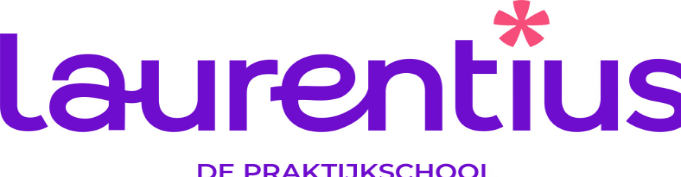 laurentius
DE PRAKTIJKSCHOOL